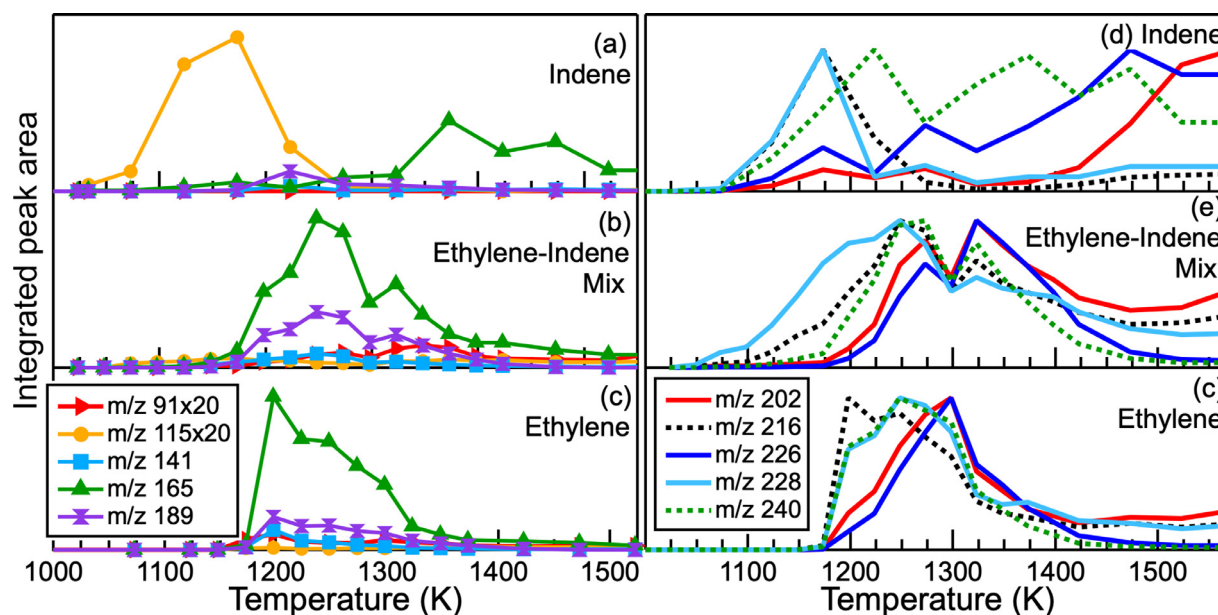 Integrated peak area
(a)
Indene
(b)
Ethylene-Indene
Mix
(c)
Ethylene
m/z 91x20
m/z 115x20
m/z 141
m/z 165
m/z 189
1000 1100 1200 1300 1400 1500
Temperature (K)
(d) Indene
(e)
Ethylene-Indene
Mix
(c)
Ethylene
m/z 202
m/z 216
m/z 226
m/z 228
m/z 240
1100 1200 1300 1400 1500
Temperature (K)